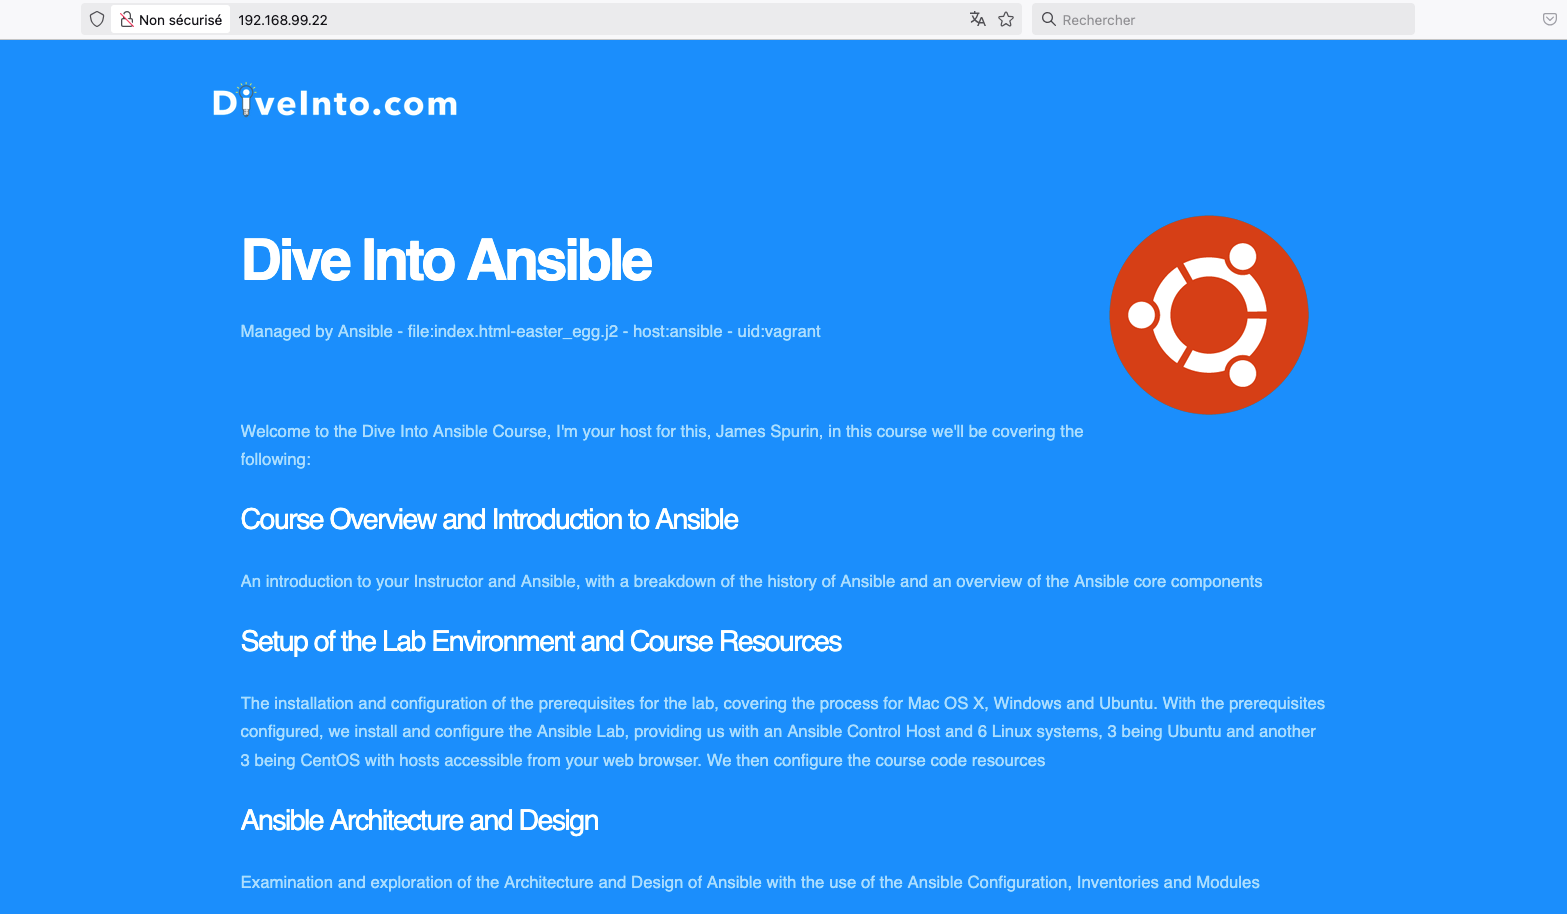 Non sécurisé 192.168.99.22 Rechercher
DiveInto.com
Dive Into Ansible
Managed by Ansible - file:index.html-easter_egg.j2 - host:ansible - uid:vagrant
Welcome to the Dive Into Ansible Course, I'm your host for this, James Spurin, in this course we'll be covering the
following:
Course Overview and Introduction to Ansible
An introduction to your Instructor and Ansible, with a breakdown of the history of Ansible and an overview of the Ansible core components
Setup of the Lab Environment and Course Resources
The installation and configuration of the prerequisites for the lab, covering the process for Mac OS X, Windows and Ubuntu. With the prerequisites
configured, we install and configure the Ansible Lab, providing us with an Ansible Control Host and 6 Linux systems, 3 being Ubuntu and another
3 being CentOS with hosts accessible from your web browser. We then configure the course code resources
Ansible Architecture and Design
Examination and exploration of the Architecture and Design of Ansible with the use of the Ansible Configuration, Inventories and Modules